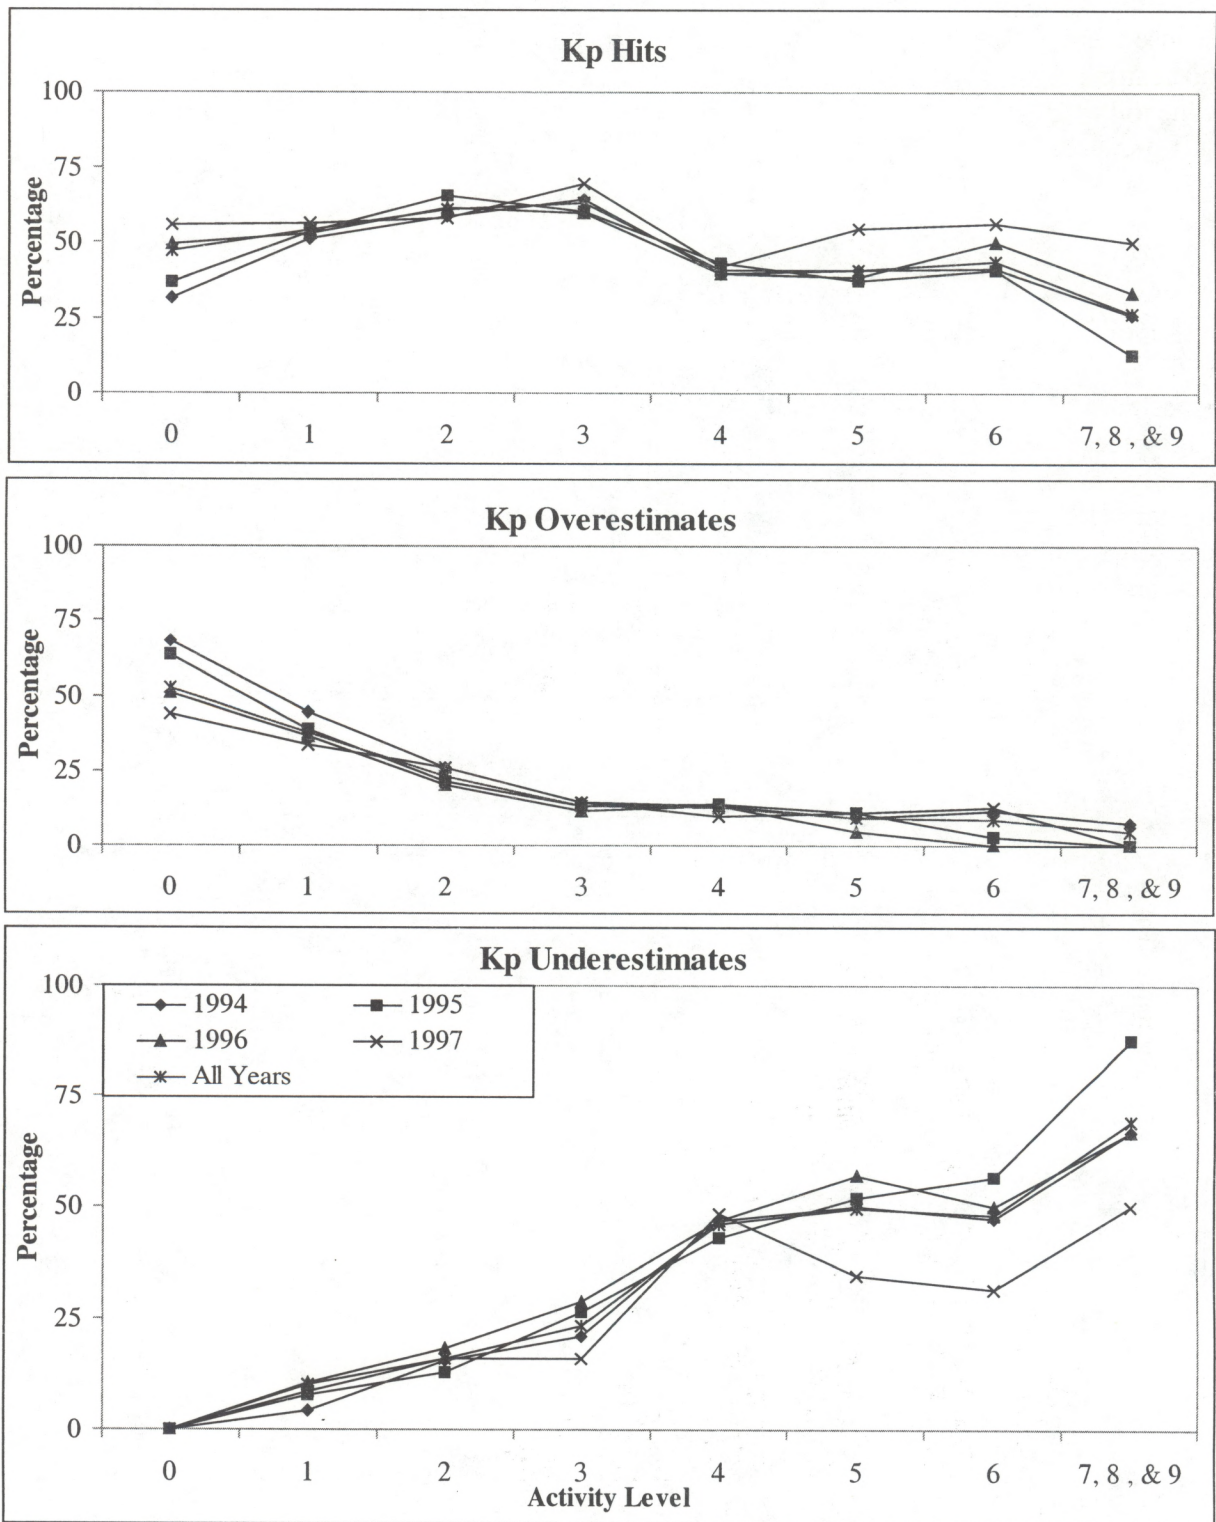 Kp Hits
100
75
50
25
0
Percentage
0 1 2 3 4 5 6 7, 8 , & 9
Kp Overestimates
100
75
50
25
0
Percentage
0 1 2 3 4 5 6 7, 8 , & 9
Kp Underestimates
100
75
50
25
0
Percentage
1994 1995
1996 1997
All Years
0 1 2 3 4 5 6 7, 8 , & 9
Activity Level